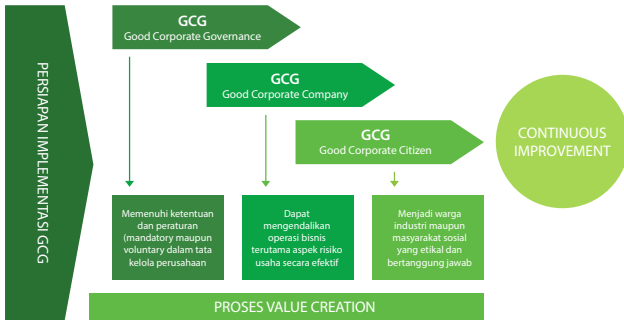 PERSIAPAN IMPLEMENTASI GCG
GCG
Good Corporate Governance
GCG
Good Corporate Company
GCG
Good Corporate Citizen
CONTINUOUS
IMPROVEMENT
Memenuhi ketentuan
dan peraturan
(mandatory maupun
voluntary dalam tata
kelola perusahaan
Dapat
mengendalikan
operasi bisnis
terutama aspek risiko
usaha secara efektif
Menjadi warga
industri maupun
masyarakat sosial
yang etikal dan
bertanggung jawab
PROSES VALUE CREATION